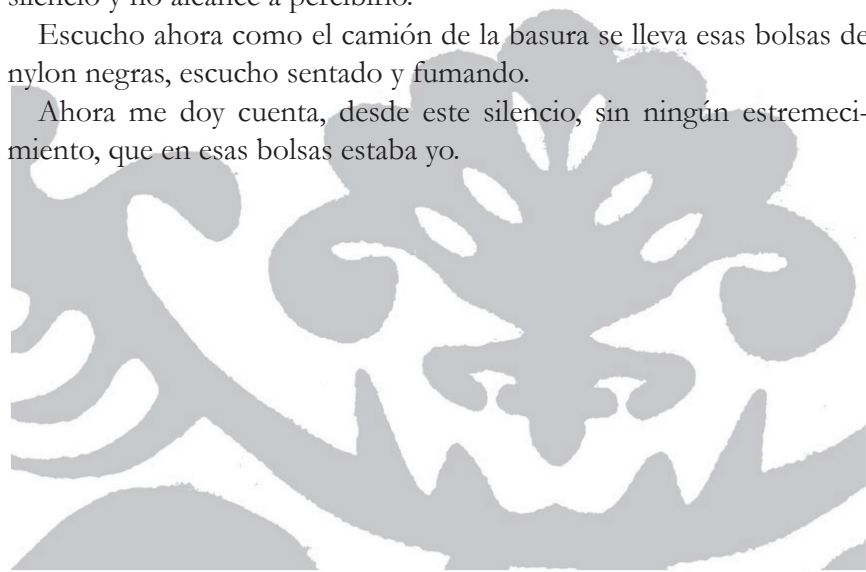 silencio y no alcancé a percibirlo.
Escucho ahora como el camión de la basura se lleva esas bolsas de
nylon negras, escucho sentado y fumando.
Ahora me doy cuenta, desde este silencio, sin ningún estremeci-
miento, que en esas bolsas estaba yo.